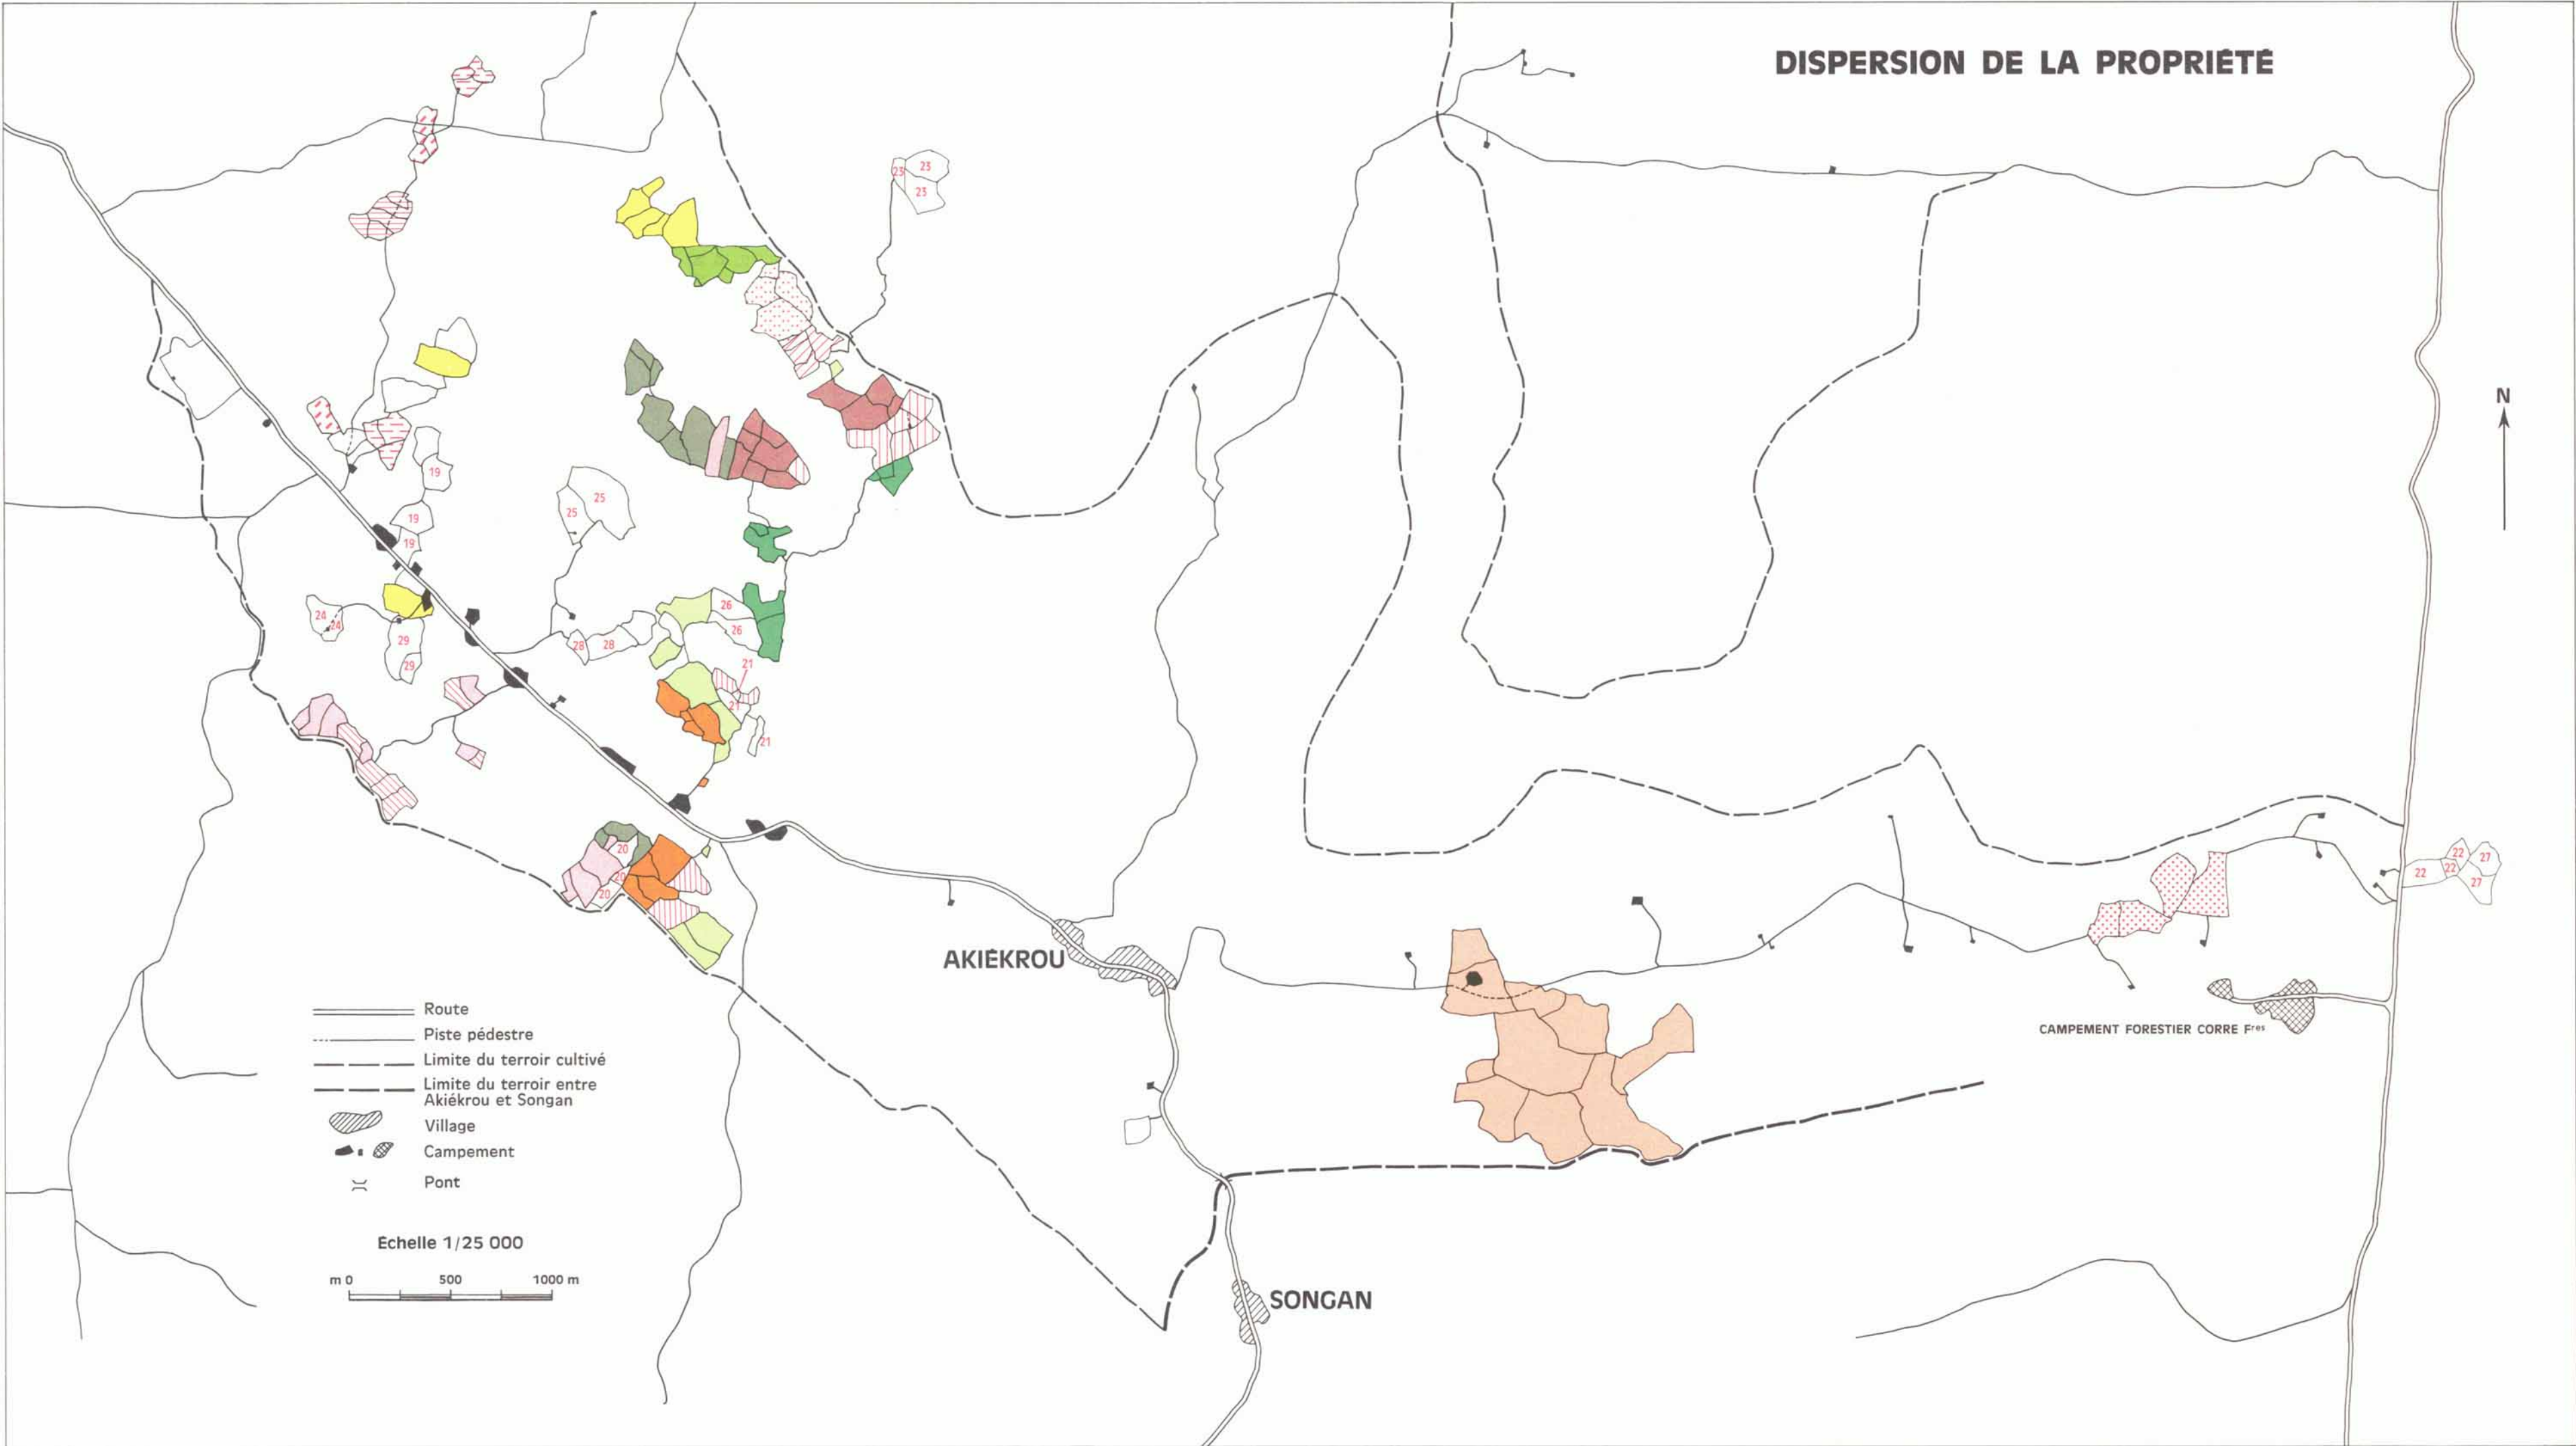 DISPERSION DE LA PROPRIÉTÉ
23
23
23
N
19
25
25
19
19
24
24
26
26
29
29
28
28
21
21
21
20
20
20
22
22
22
27
27
AKIÉKROU
CAMPEMENT FORESTIER CORRE Fres
Route
Piste pédestre
Limite du terroir cultivé
Limite du terroir entre
Akiékrou et Songan
Village
Campement
Pont
Échelle 1/25 000
m 0 500 1000 m
SONGAN